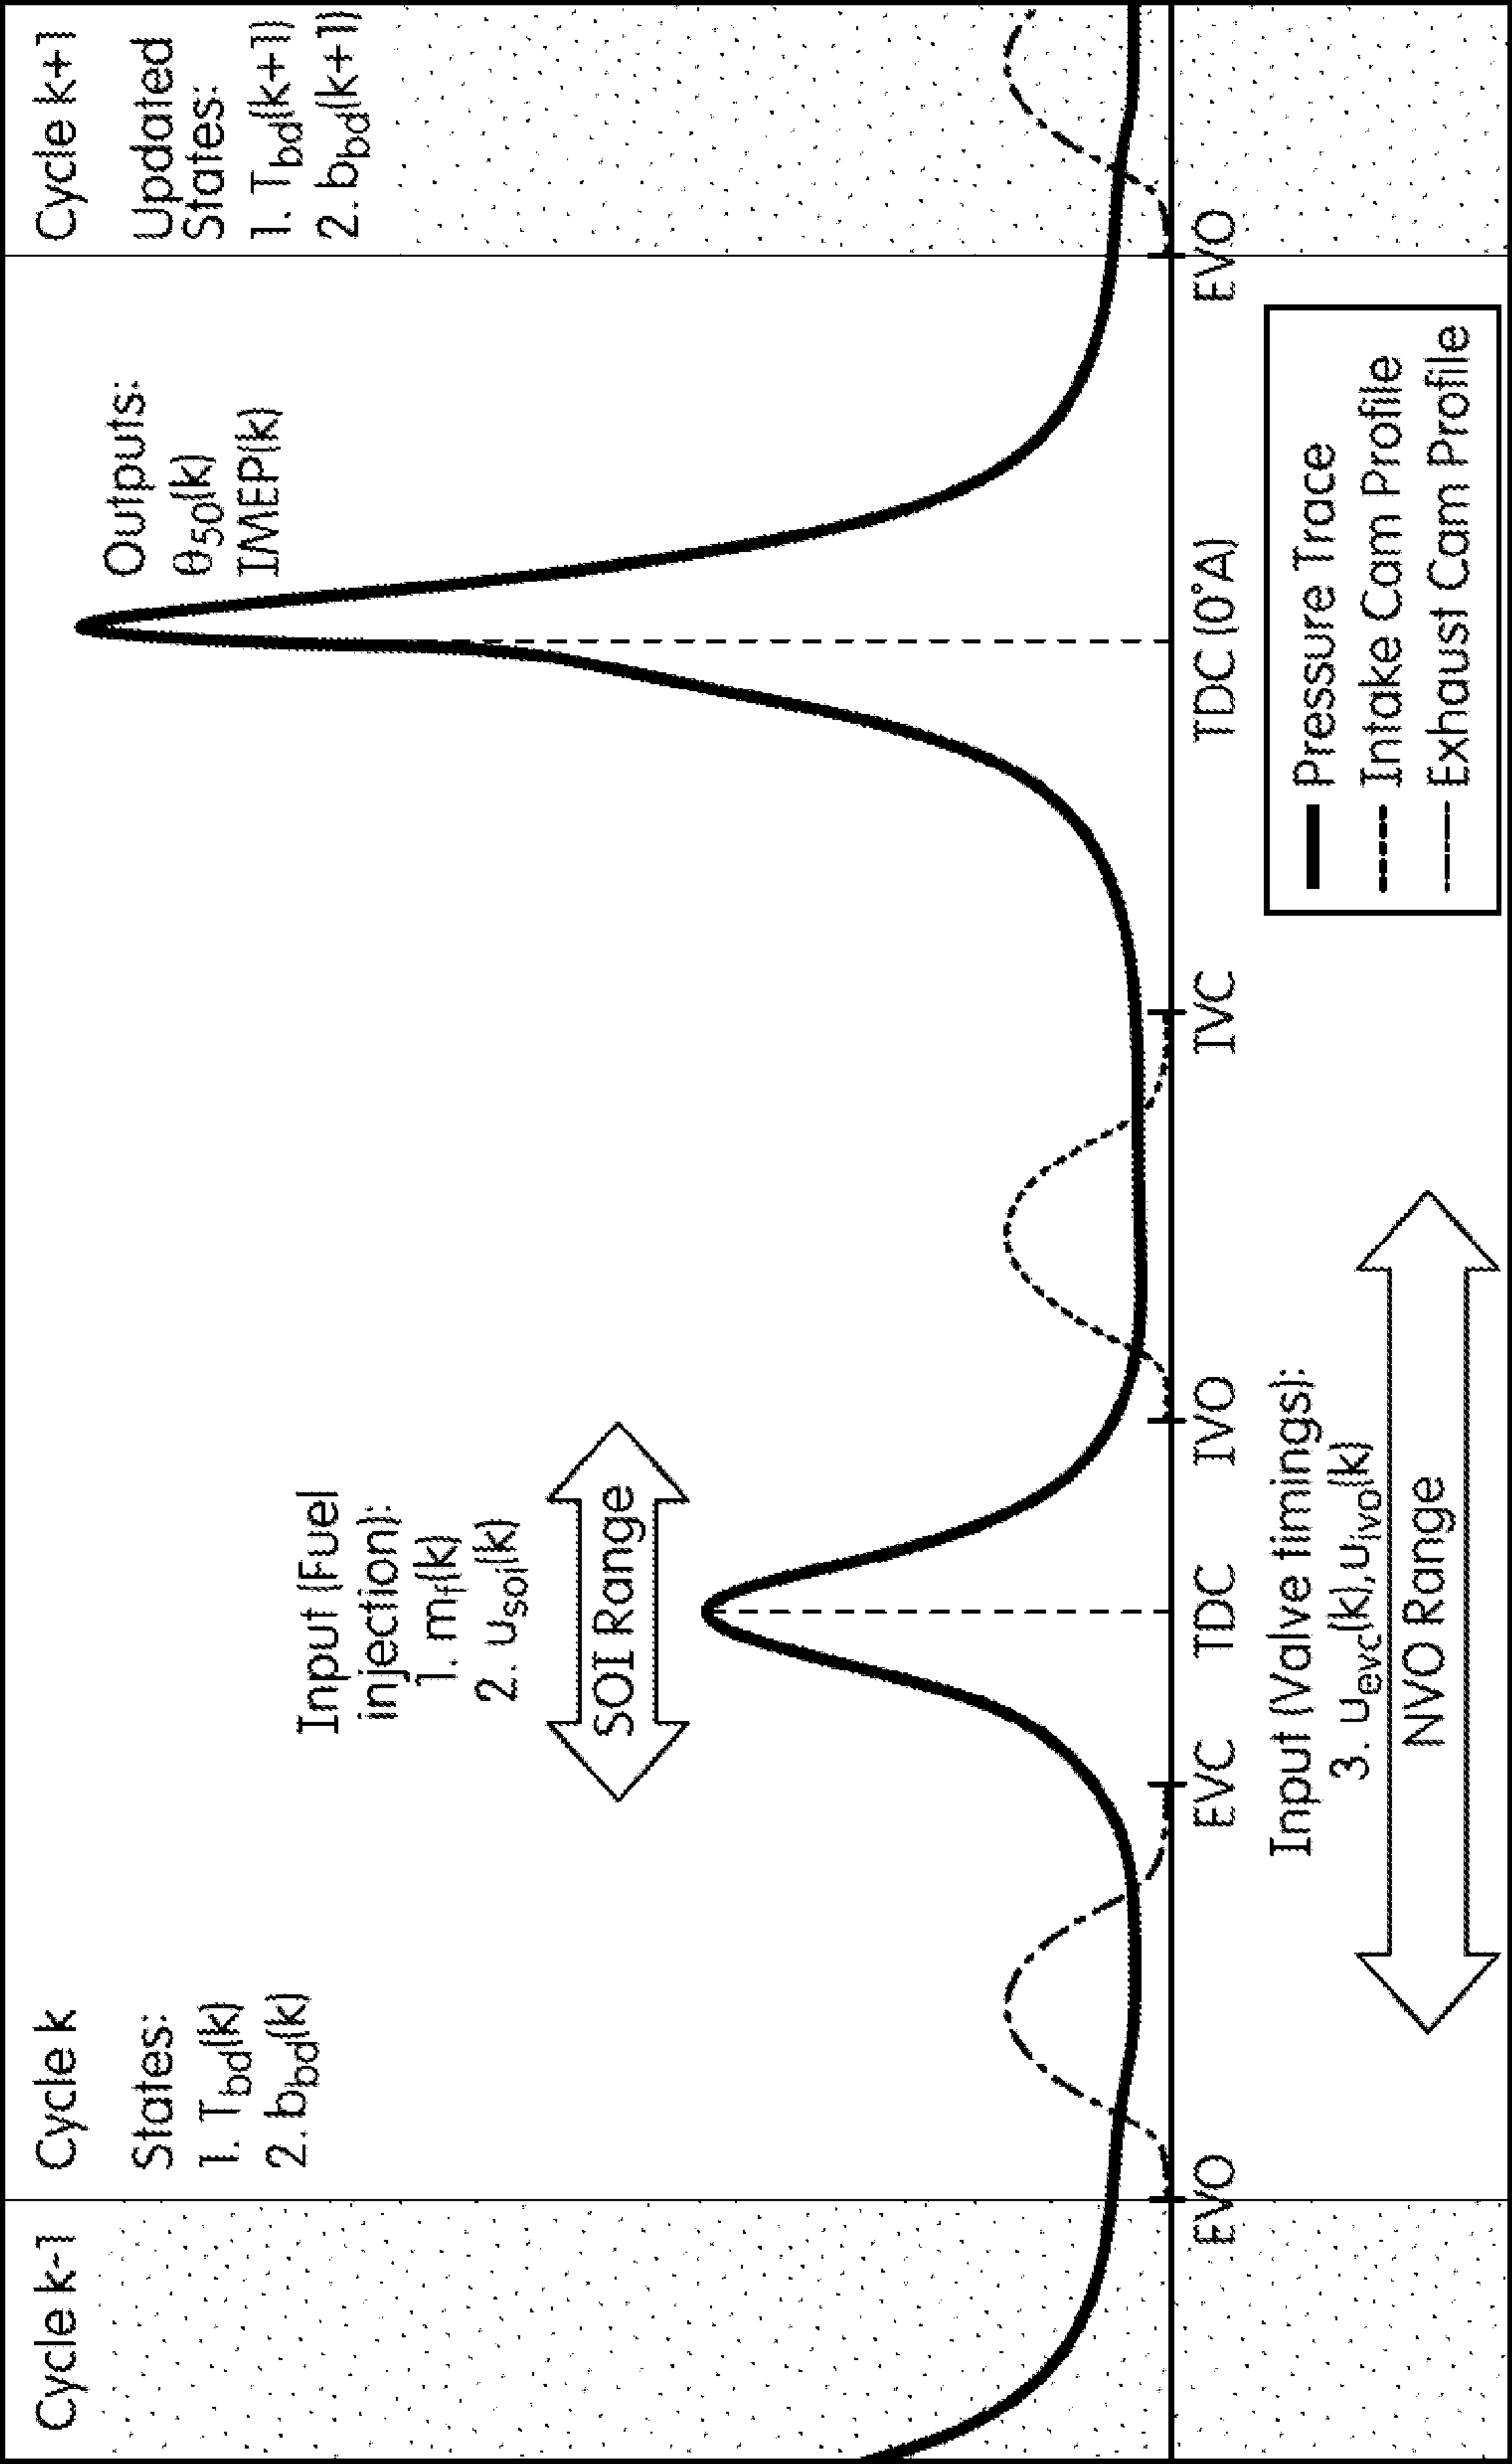 Cycle k-1
Cycle k
States:
1. T_bd(k)
2. b_bd(k)
Input (Fuel
injection):
1. m_f(k)
2. u_soi(k)
SOI Range
Outputs:
θ_50(k)
IMEP(k)
Cycle k+1
Updated
States:
1. T_bd(k+1)
2. b_bd(k+1)
EVO
EVC
TDC
IVO
IVC
TDC (0°A)
EVO
Input (Valve timings):
3. u_evc(k),u_ivo(k)
NVO Range
Pressure Trace
Intake Cam Profile
Exhaust Cam Profile